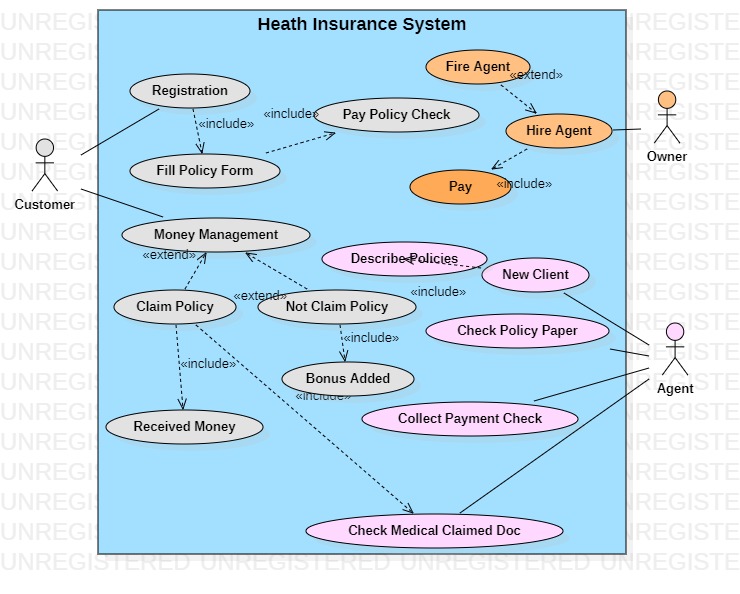 Heath Insurance System
Fire Agent
«extend»
Registration
«include»
«include»
Pay Policy Check
Hire Agent
Owner
Fill Policy Form
Pay
«include»
Customer
Money Management
«extend»
Describe Policies
New Client
«extend»
«include»
Claim Policy
Not Claim Policy
Check Policy Paper
«include»
«include»
Bonus Added
«include»
Agent
Received Money
Collect Payment Check
Check Medical Claimed Doc
UNREGISTERED UNREGISTERED